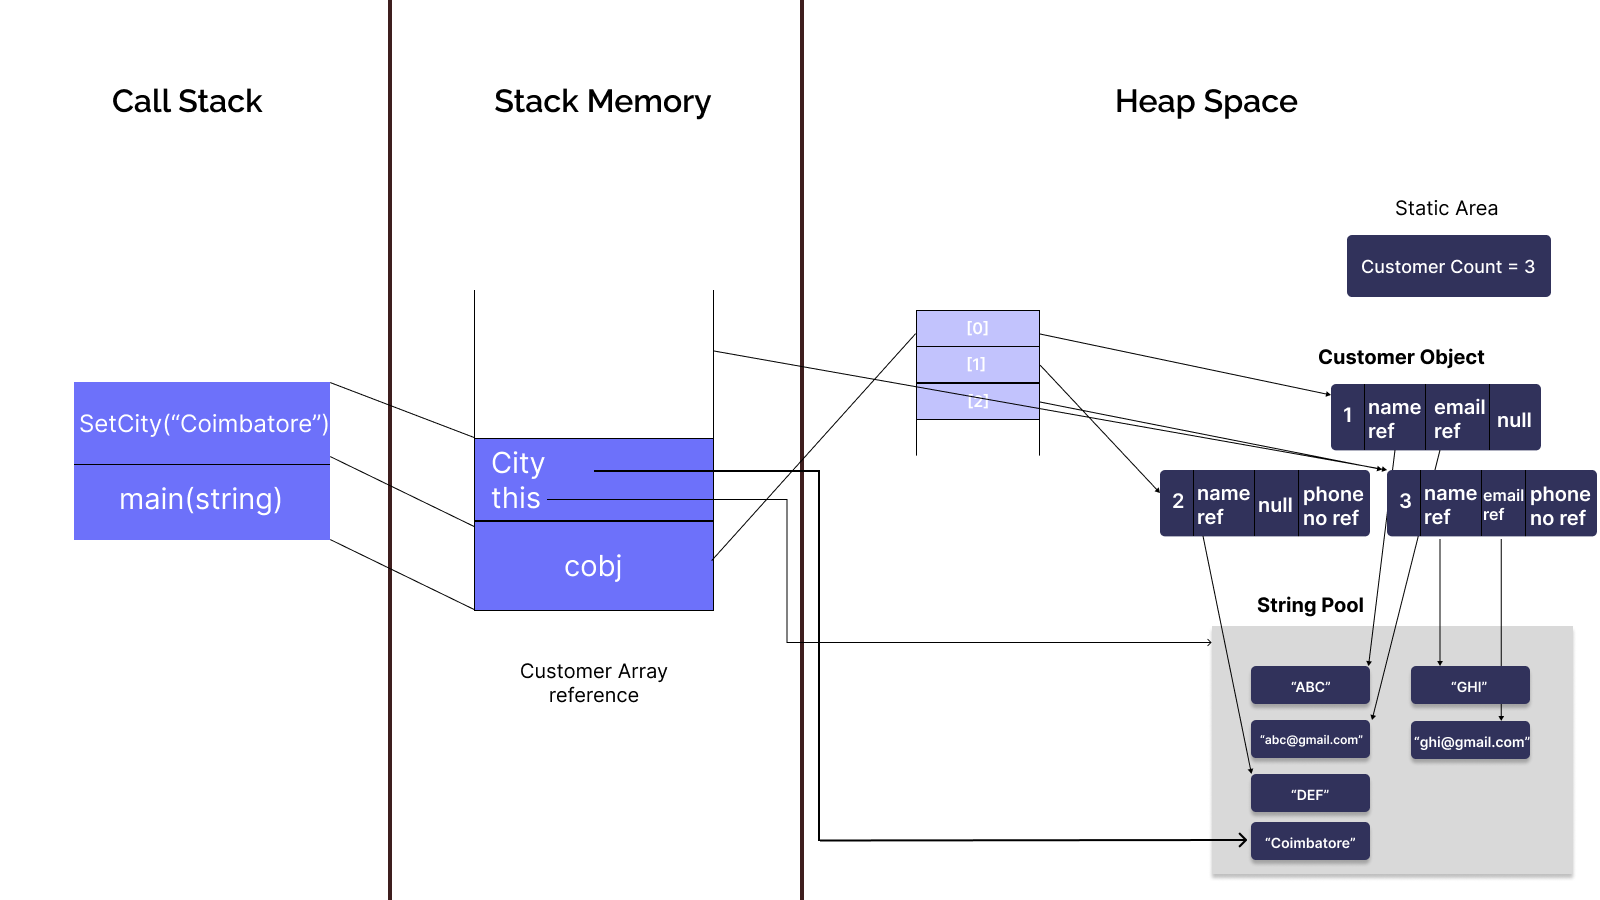 Call Stack
Stack Memory
Heap Space
Static Area
Customer Count = 3
[0]
[1]
[2]
Customer Object
1
name
ref
email
ref
null
SetCity(“Coimbatore”)
main(string)
City
this
cobj
2
name
ref
null
phone
no ref
3
name
ref
email
ref
phone
no ref
String Pool
Customer Array
reference
“ABC”
“GHI”
“abc@gmail.com”
“ghi@gmail.com”
“DEF”
“Coimbatore”